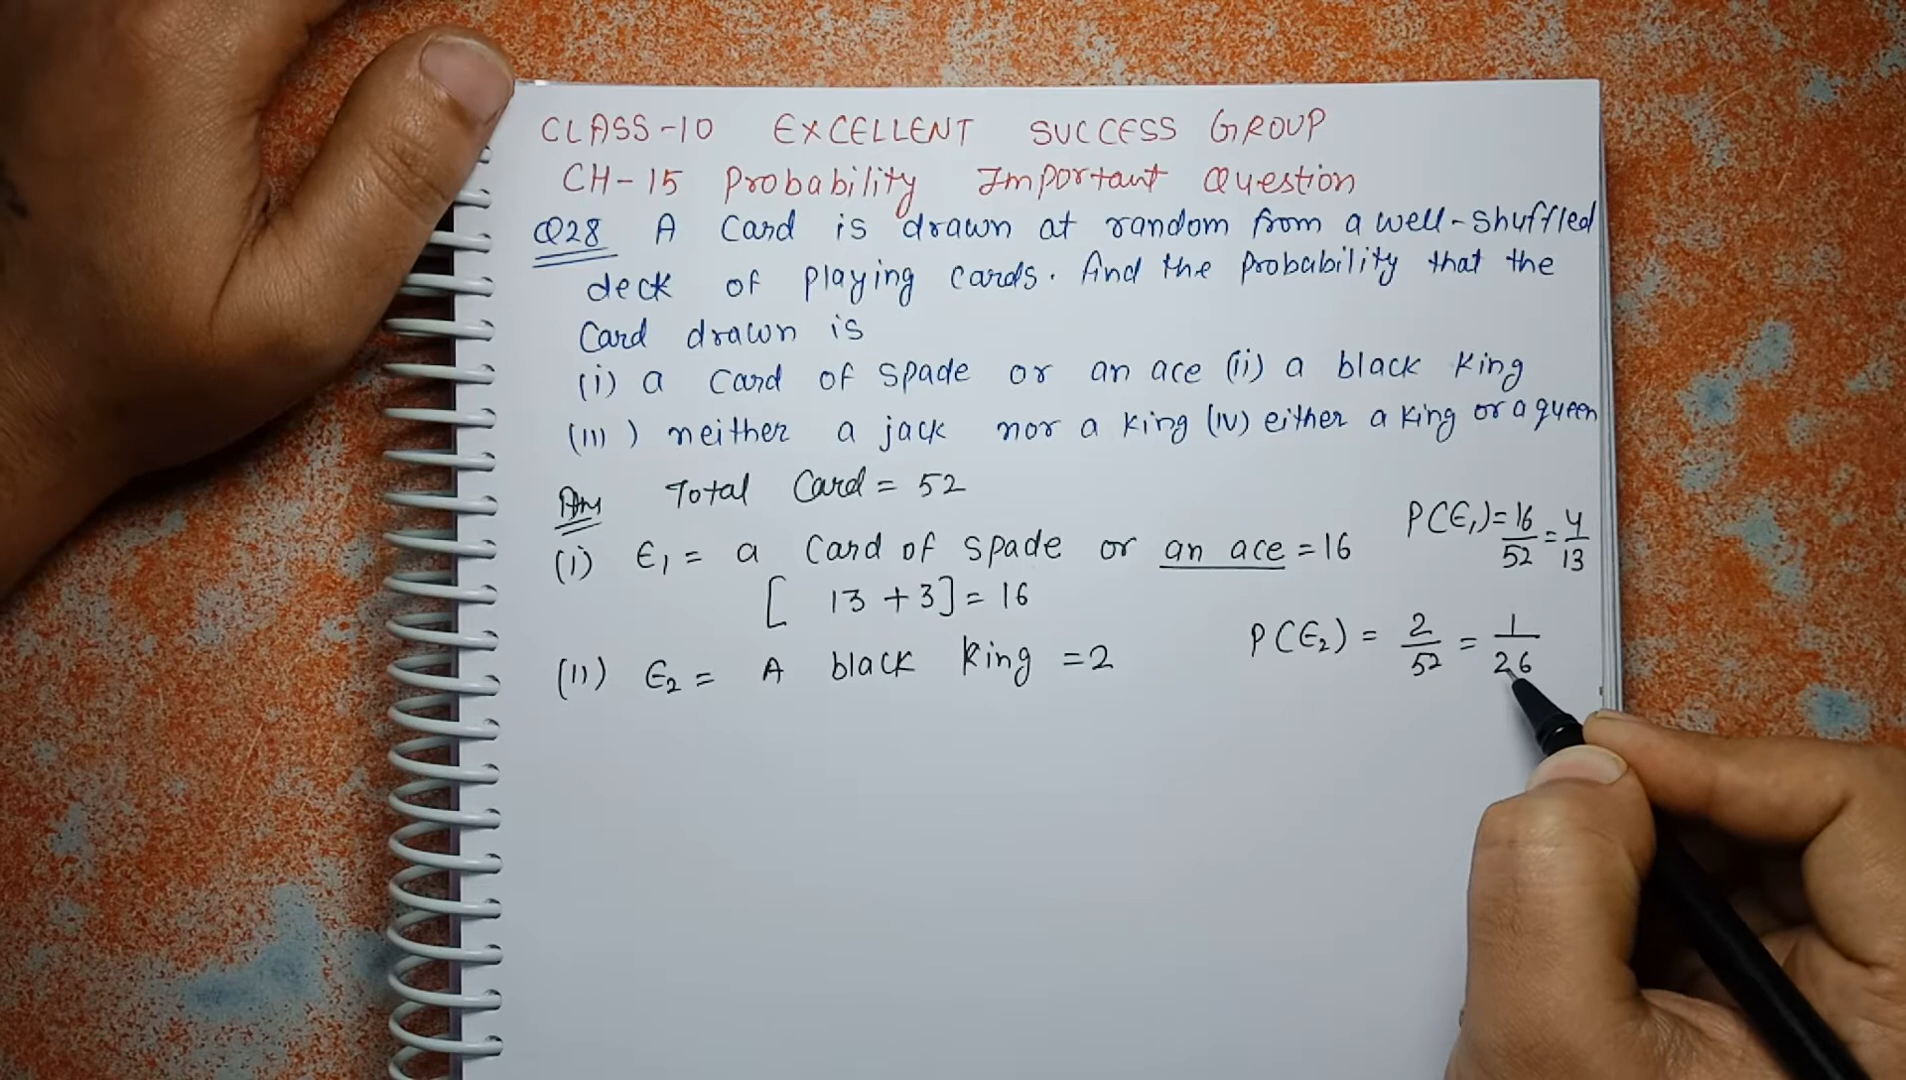 CLASS-10 EXCELLENT SUCCESS GROUP
CH-15 Probability Important Question
Q28 A Card is drawn at random from a well-shuffled
deck of playing cards. find the probability that the
Card drawn is
(i) a card of spade or an ace (ii) a black king
(iii) neither a jack nor a king (iv) either a king or a queen
Ans Total Card = 52
(i) E₁ = a Card of spade or an ace = 16 P(E₁) = 16/52 = 4/13
[ 13 + 3] = 16
(ii) E₂ = A black king = 2 P(E₂) = 2/52 = 1/26